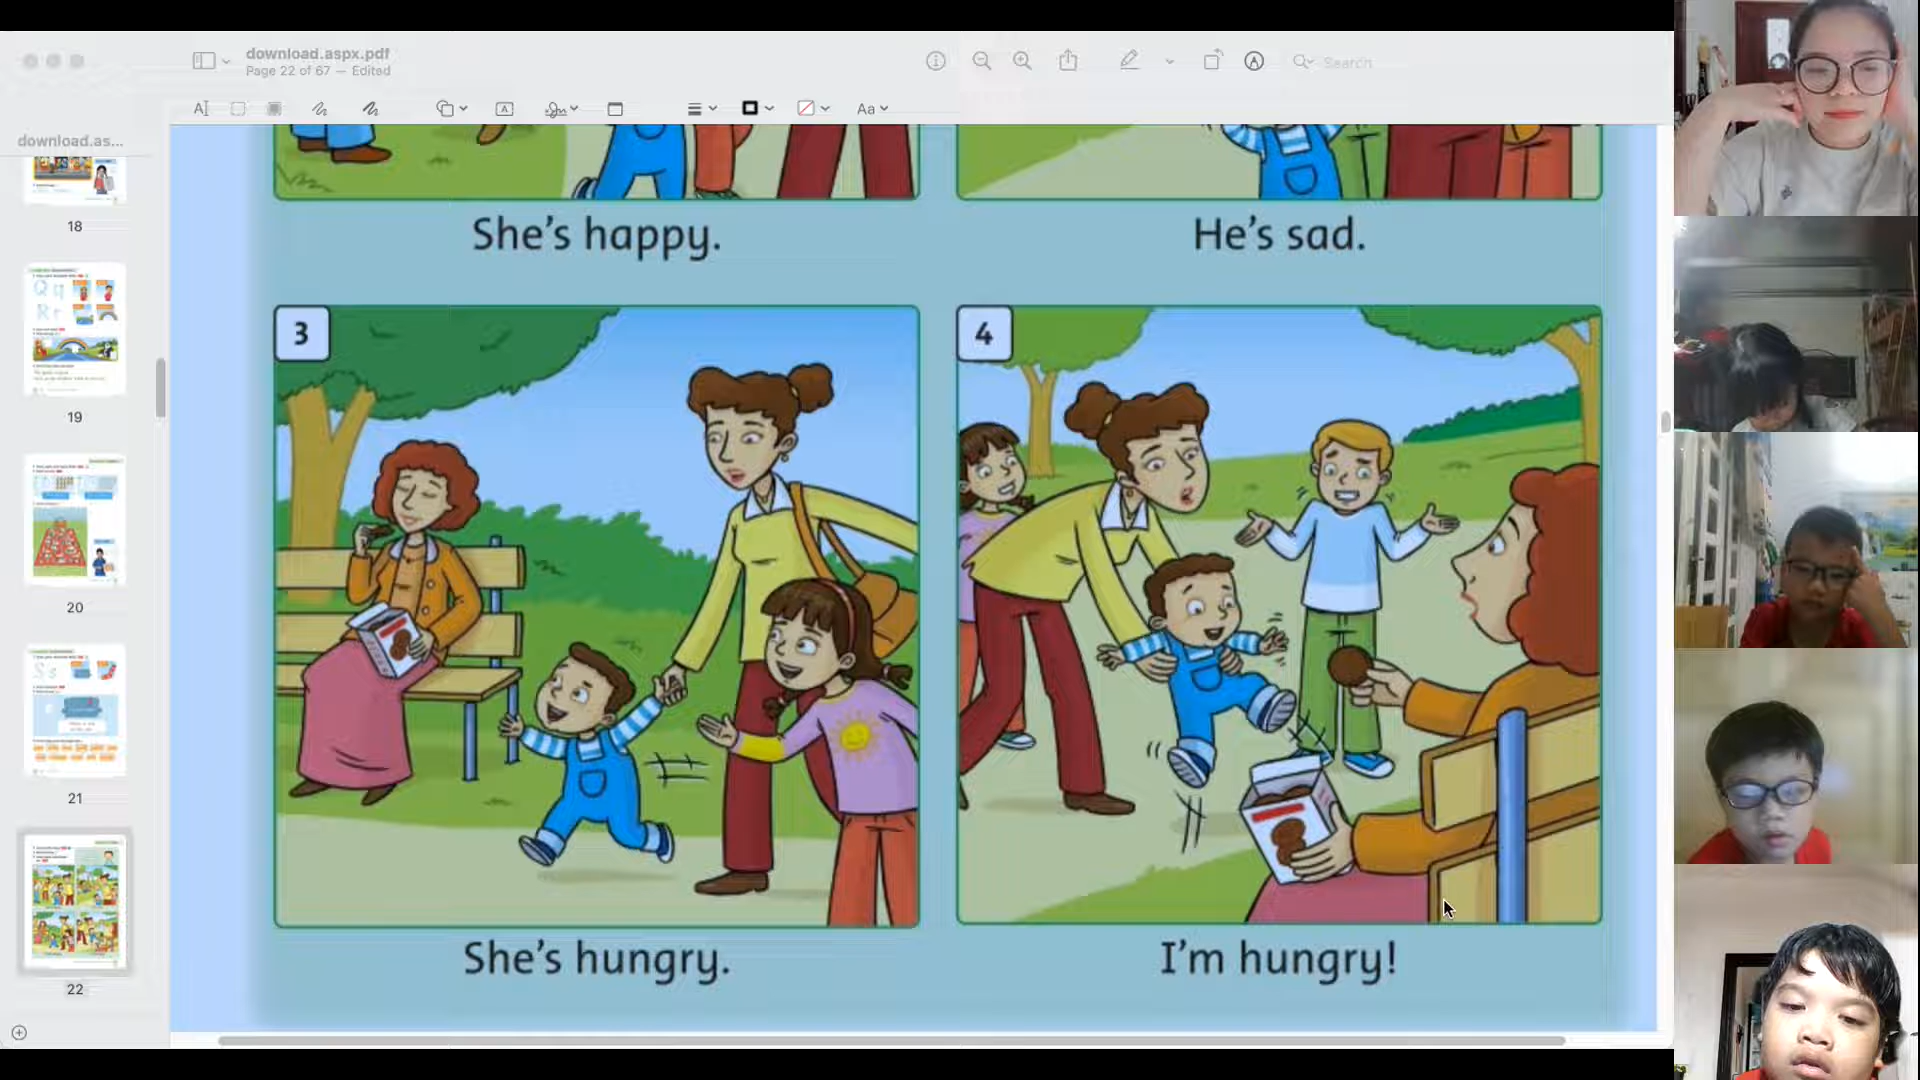 download.aspx.pdf
Page 22 of 67 — Edited
Search
Aa
download.as...
18
19
20
21
22
She's happy.
He's sad.
3
4
She's hungry.
I'm hungry!